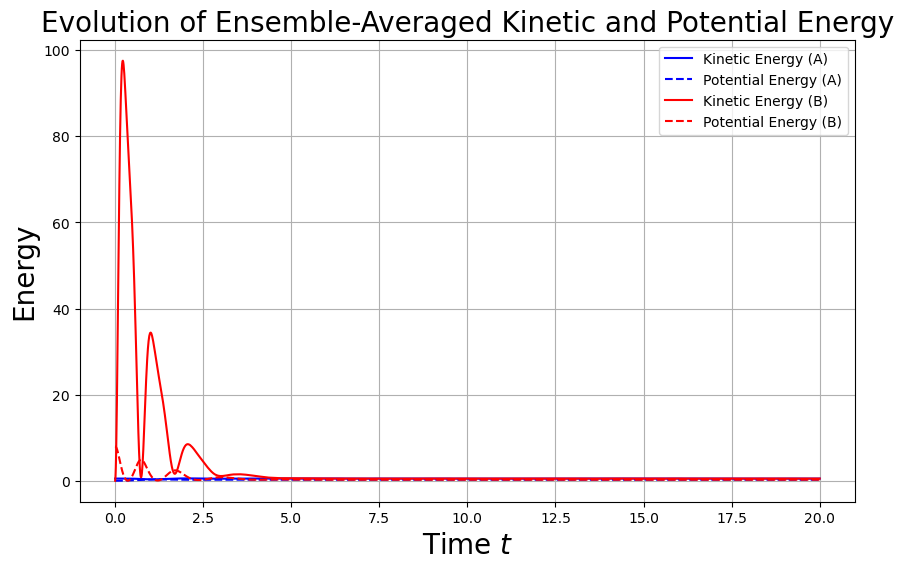 Evolution of Ensemble-Averaged Kinetic and Potential Energy
Kinetic Energy (A)
Potential Energy (A)
Kinetic Energy (B)
Potential Energy (B)
Energy
100
80
60
40
20
0
0.0 2.5 5.0 7.5 10.0 12.5 15.0 17.5 20.0
Time t